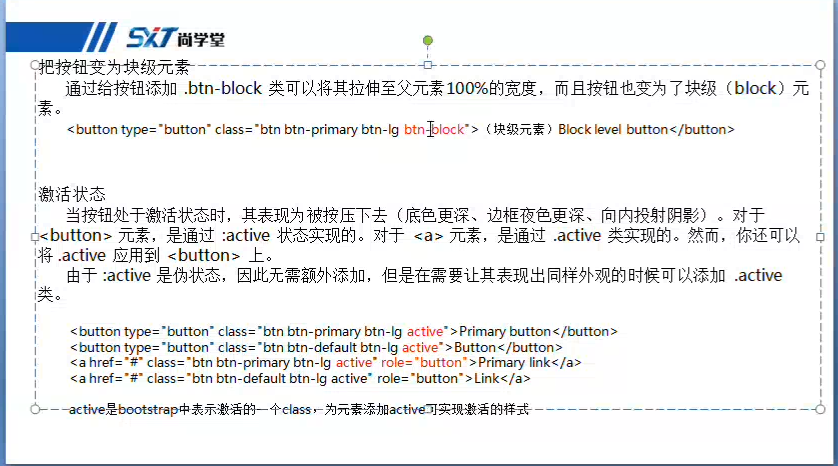 SXT 尚学堂
把按钮变为块级元素
通过给按钮添加 .btn-block 类可以将其拉伸至父元素100%的宽度，而且按钮也变为了块级（block）元
素。
<button type="button" class="btn btn-primary btn-lg btn-block">（块级元素）Block level button</button>
激活状态
当按钮处于激活状态时，其表现为被按压下去（底色更深、边框夜色更深、向内投射阴影）。对于
<button> 元素，是通过 :active 状态实现的。对于 <a> 元素，是通过 .active 类实现的。然而，你还可以
将 .active 应用到 <button> 上。
由于 :active 是伪状态，因此无需额外添加，但是在需要让其表现出同样外观的时候可以添加 .active
类。
<button type="button" class="btn btn-primary btn-lg active">Primary button</button>
<button type="button" class="btn btn-default btn-lg active">Button</button>
<a href="#" class="btn btn-primary btn-lg active" role="button">Primary link</a>
<a href="#" class="btn btn-default btn-lg active" role="button">Link</a>
active是bootstrap中表示激活的一个class，为元素添加active可实现激活的样式